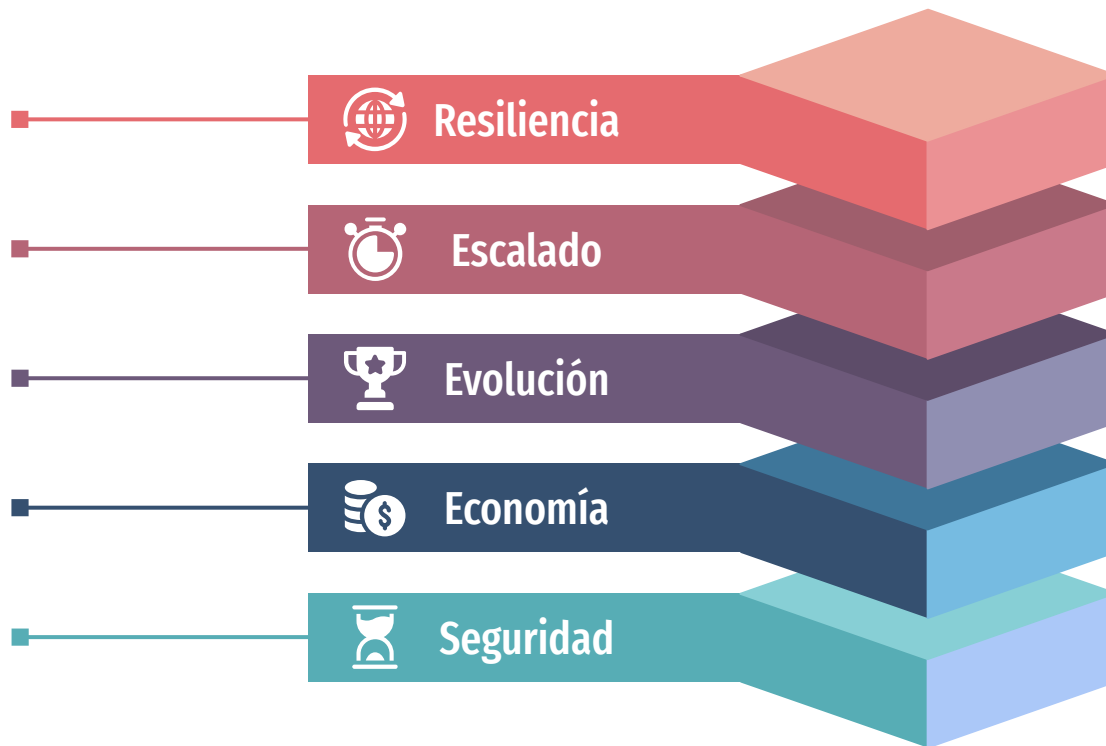 Resiliencia
Escalado
Evolución
Economía
$
Seguridad